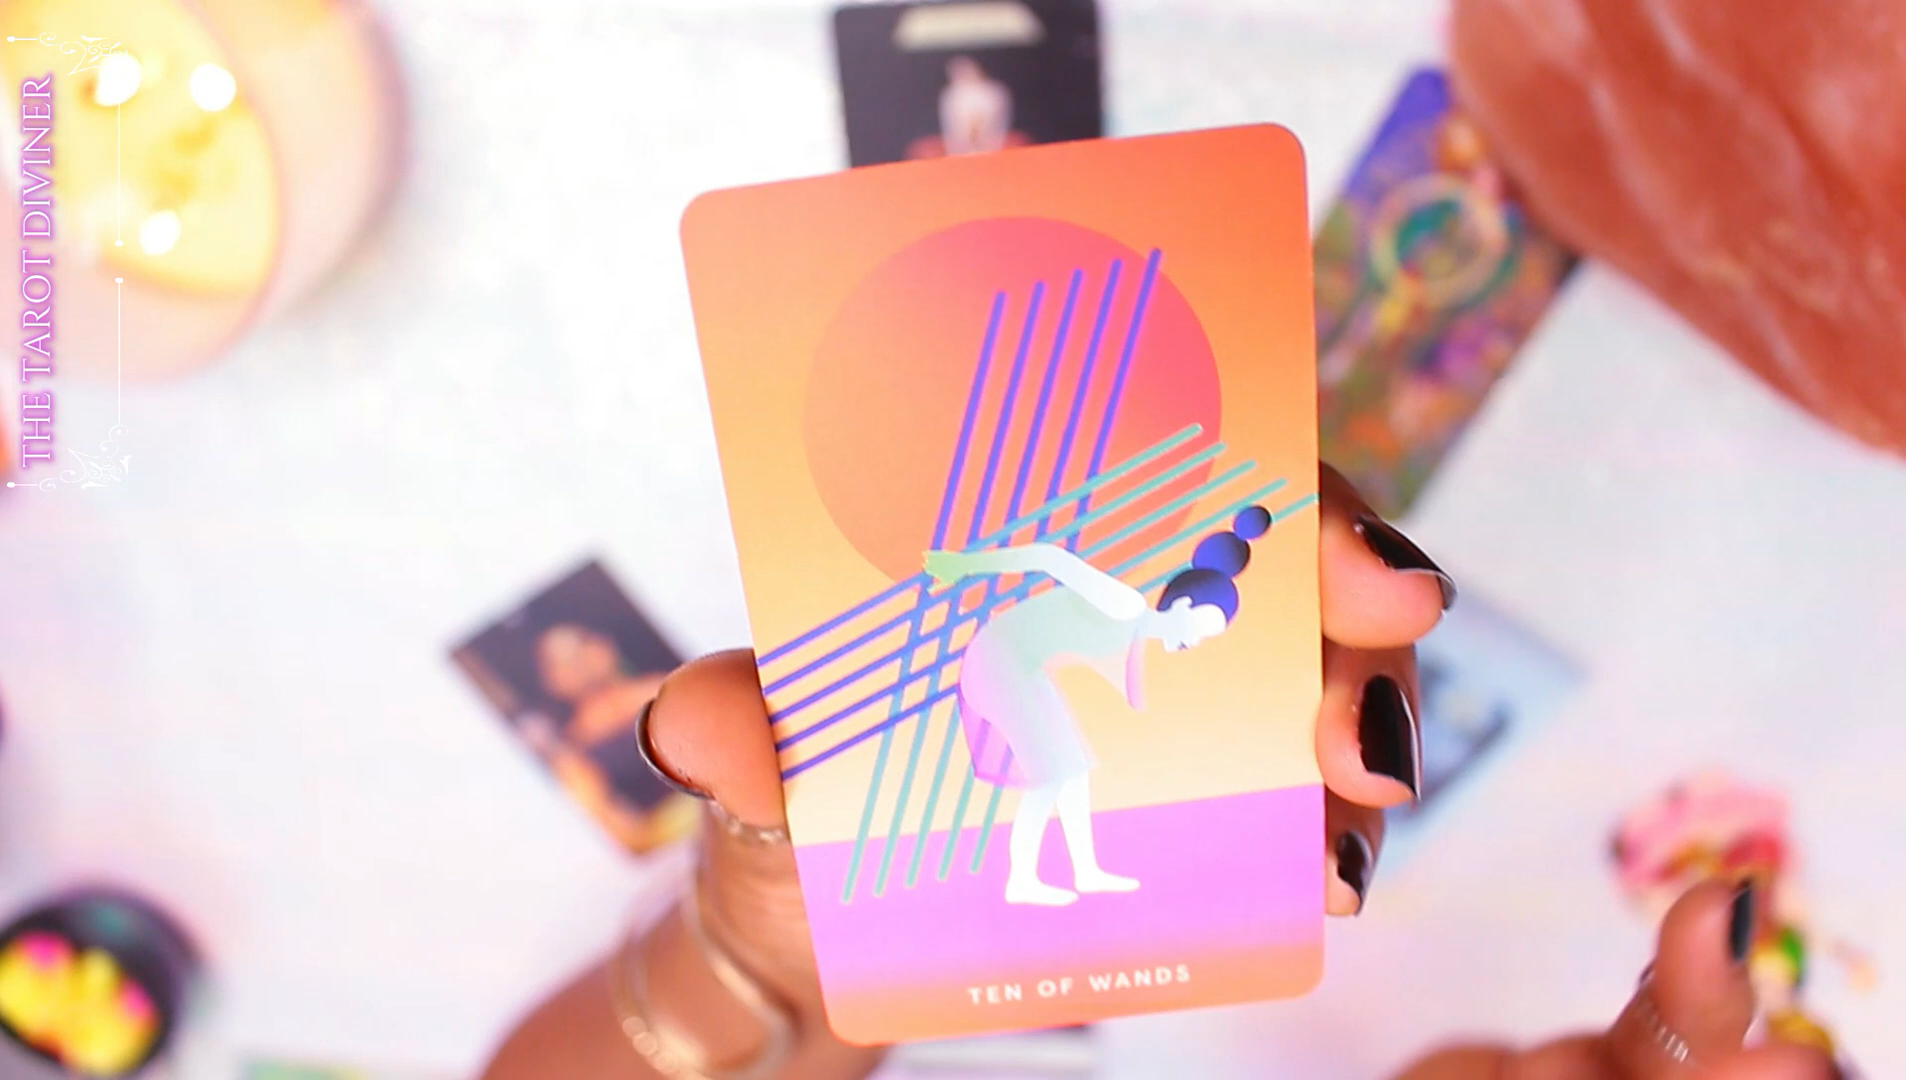 THE TAROT DIVINER
TEN OF WANDS